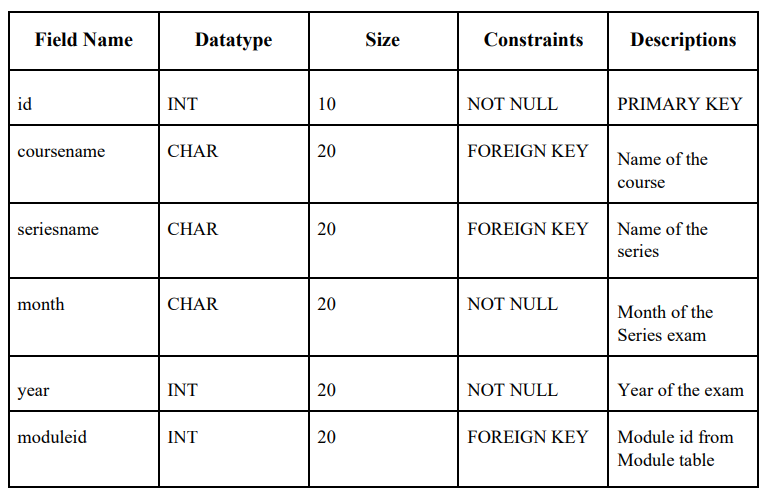 Field Name Datatype Size Constraints Descriptions
id INT 10 NOT NULL PRIMARY KEY
coursename CHAR 20 FOREIGN KEY Name of the
course
seriesname CHAR 20 FOREIGN KEY Name of the
series
month CHAR 20 NOT NULL Month of the
Series exam
year INT 20 NOT NULL Year of the exam
moduleid INT 20 FOREIGN KEY Module id from
Module table